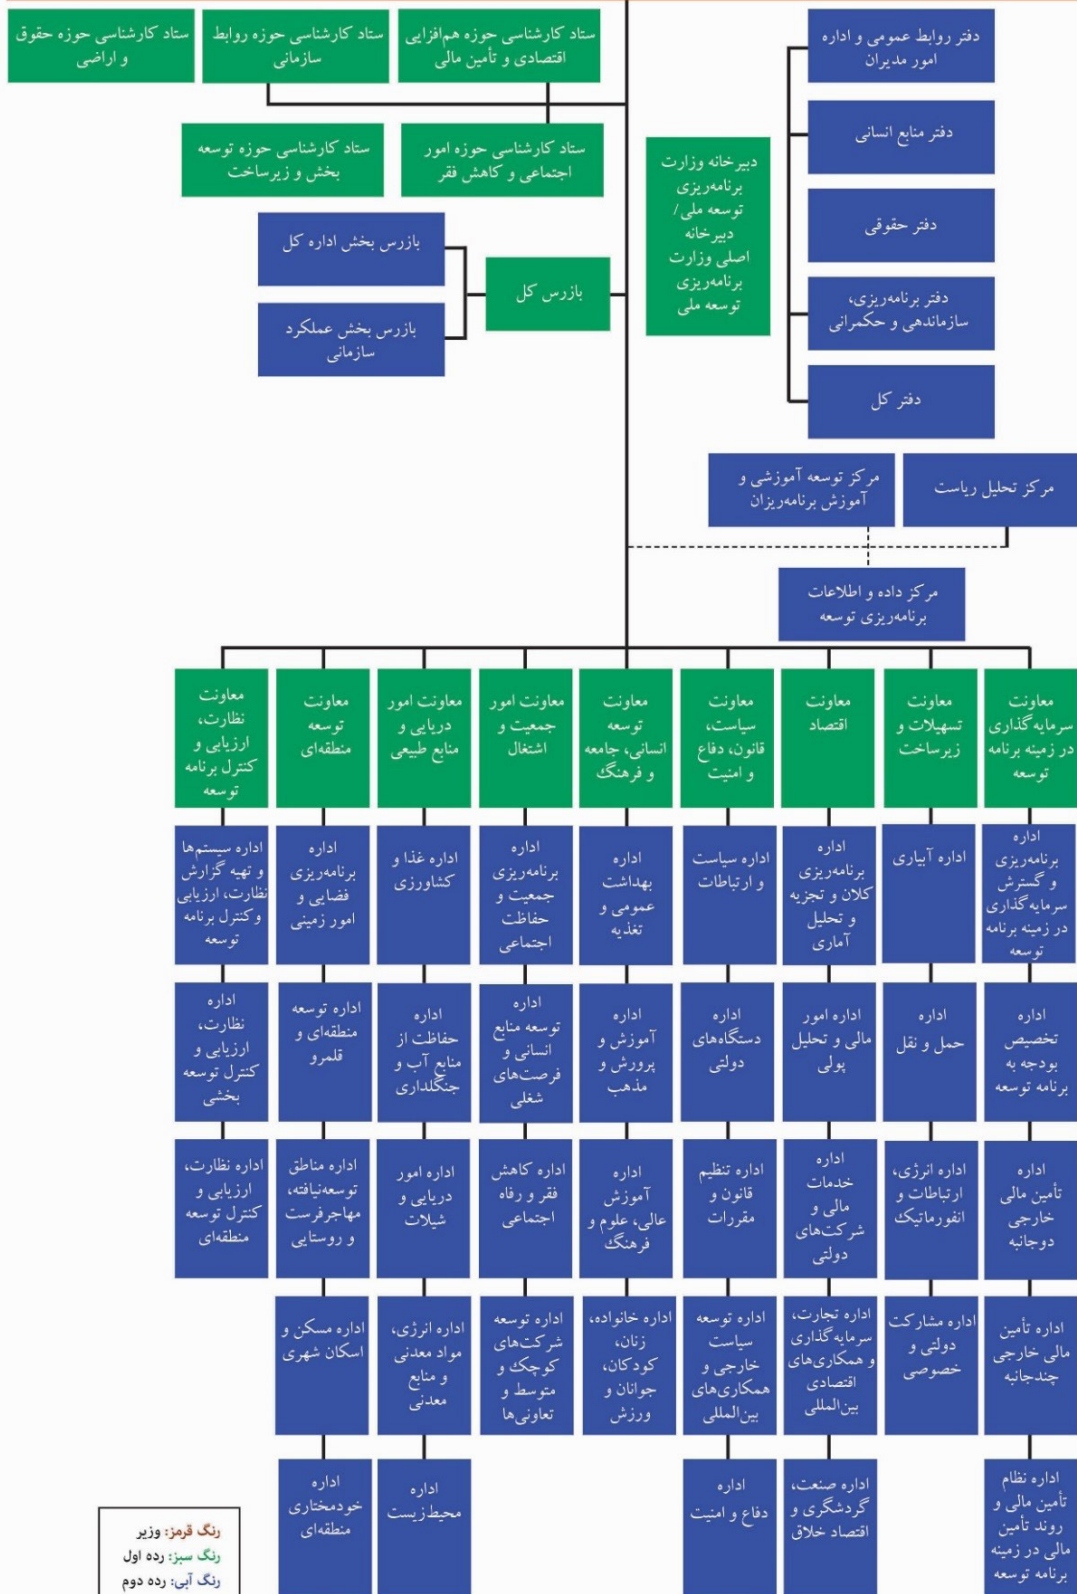 ستاد کارشناسی حوزه حقوق
و اراضی
ستاد کارشناسی حوزه روابط
سازمانی
ستاد کارشناسی حوزه هم‌افزایی
اقتصادی و تأمین مالی
ستاد کارشناسی حوزه توسعه
بخش و زیرساخت
ستاد کارشناسی حوزه امور
اجتماعی و کاهش فقر
دفتر روابط عمومی و اداره
امور مدیران
دفتر منابع انسانی
دفتر حقوقی
دفتر برنامه‌ریزی،
سازماندهی و حکمرانی
دفتر کل
دبیرخانه وزارت
برنامه‌ریزی
توسعه ملی/
دبیرخانه
اصلی وزارت
برنامه‌ریزی
توسعه ملی
بازرس کل
بازرس بخش اداره کل
بازرس بخش عملکرد
سازمانی
مرکز تحلیل ریاست
مرکز توسعه آموزشی و
آموزش برنامه‌ریزان
مرکز داده و اطلاعات
برنامه‌ریزی توسعه
معاونت
سرمایه‌گذاری
در زمینه برنامه
توسعه
معاونت
تسهیلات و
زیرساخت
معاونت
اقتصاد
معاونت
سیاست،
قانون، دفاع
و امنیت
معاونت
توسعه
انسانی، جامعه
و فرهنگ
معاونت امور
جمعیت و
اشتغال
معاونت امور
دریایی و
منابع طبیعی
معاونت
توسعه
منطقه‌ای
معاونت
نظارت،
ارزیابی و
کنترل برنامه
توسعه
اداره
برنامه‌ریزی
و گسترش
سرمایه‌گذاری
در زمینه برنامه
توسعه
اداره آبیاری
اداره
برنامه‌ریزی
کلان و تجزیه
و تحلیل
آماری
اداره سیاست
و ارتباطات
اداره
بهداشت
عمومی و
تغذیه
اداره
برنامه‌ریزی
جمعیت و
حفاظت
اجتماعی
اداره غذا و
کشاورزی
اداره
برنامه‌ریزی
فضایی و
امور زمینی
اداره سیستم‌ها
و تهیه گزارش
نظارت، ارزیابی
وکنترل برنامه
توسعه
اداره
تخصیص
بودجه به
برنامه توسعه
اداره
حمل و نقل
اداره امور
مالی و تحلیل
پولی
اداره
دستگاه‌های
دولتی
اداره
آموزش و
پرورش و
مذهب
اداره
توسعه منابع
انسانی و
فرصت‌های
شغلی
اداره
حفاظت از
منابع آب و
جنگلداری
اداره توسعه
منطقه‌ای و
قلمرو
اداره
نظارت،
ارزیابی و
کنترل توسعه
بخشی
اداره
تأمین مالی
خارجی
دوجانبه
اداره انرژی،
ارتباطات و
انفورماتیک
اداره
خدمات
مالی و
شرکت‌های
دولتی
اداره تنظیم
قانون و
مقررات
اداره
آموزش
عالی، علوم و
فرهنگ
اداره کاهش
فقر و رفاه
اجتماعی
اداره امور
دریایی و
شیلات
اداره مناطق
توسعه‌نیافته،
مهاجرفرست
و روستایی
اداره نظارت،
ارزیابی و
کنترل توسعه
منطقه‌ای
اداره تأمین
مالی خارجی
چندجانبه
اداره مشارکت
دولتی و
خصوصی
اداره تجارت،
سرمایه‌گذاری
و همکاری‌های
اقتصادی
بین‌المللی
اداره توسعه
سیاست
خارجی و
همکاری‌های
بین‌المللی
اداره خانواده،
زنان،
کودکان،
جوانان و
ورزش
اداره توسعه
شرکت‌های
کوچک و
متوسط و
تعاونی‌ها
اداره انرژی،
مواد معدنی
و منابع
معدنی
اداره مسکن و
اسکان شهری
اداره نظام
تأمین مالی و
روند تأمین
مالی در زمینه
برنامه توسعه
اداره صنعت،
گردشگری و
اقتصاد خلاق
اداره
دفاع و امنیت
اداره
محیط‌زیست
اداره
خودمختاری
منطقه‌ای
رنگ قرمز: وزیر
رنگ سبز: رده اول
رنگ آبی: رده دوم